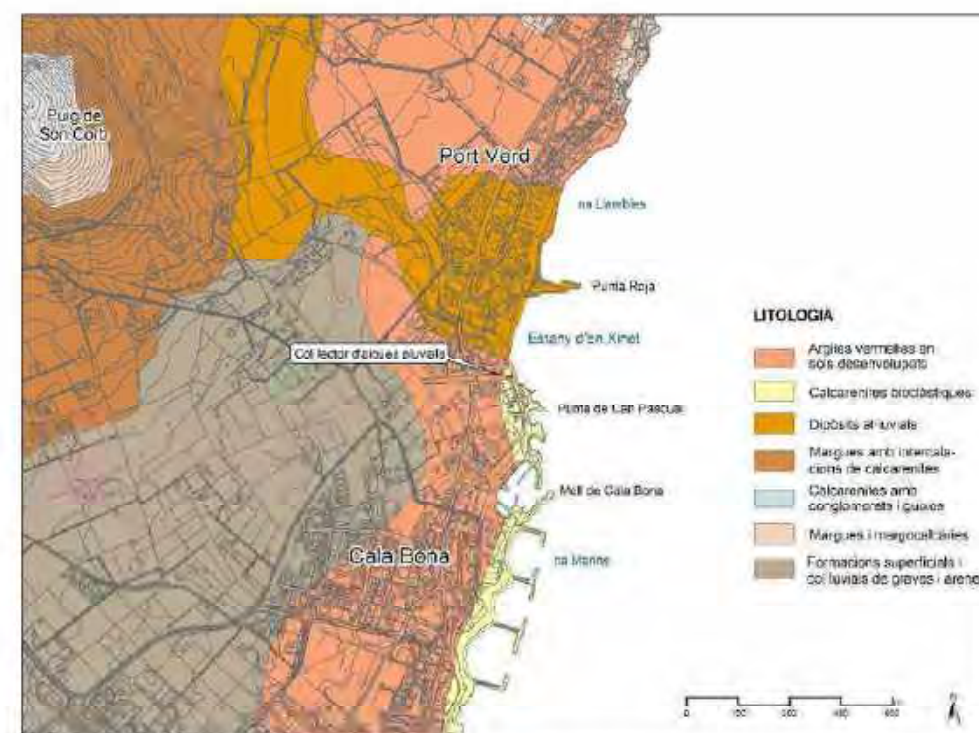 Puig de
Son Corb
Port Verd
na Llambies
Punta Roja
Estany d'en Xinet
Col·lector d'aigües pluvials
Punta de Can Pascual
Moll de Cala Bona
Cala Bona
na Marine
LITOLOGIA
Argiles vermelles en
sòls desenvolupats
Calcarenites bioclàstiques
Dipòsits al·luvials
Margues amb intercala-
cions de calcarenites
Calcarenites amb
conglomerats i guixos
Margues i margocalcàries
Formacions superficials i
col·luvials de graves i arenes
0